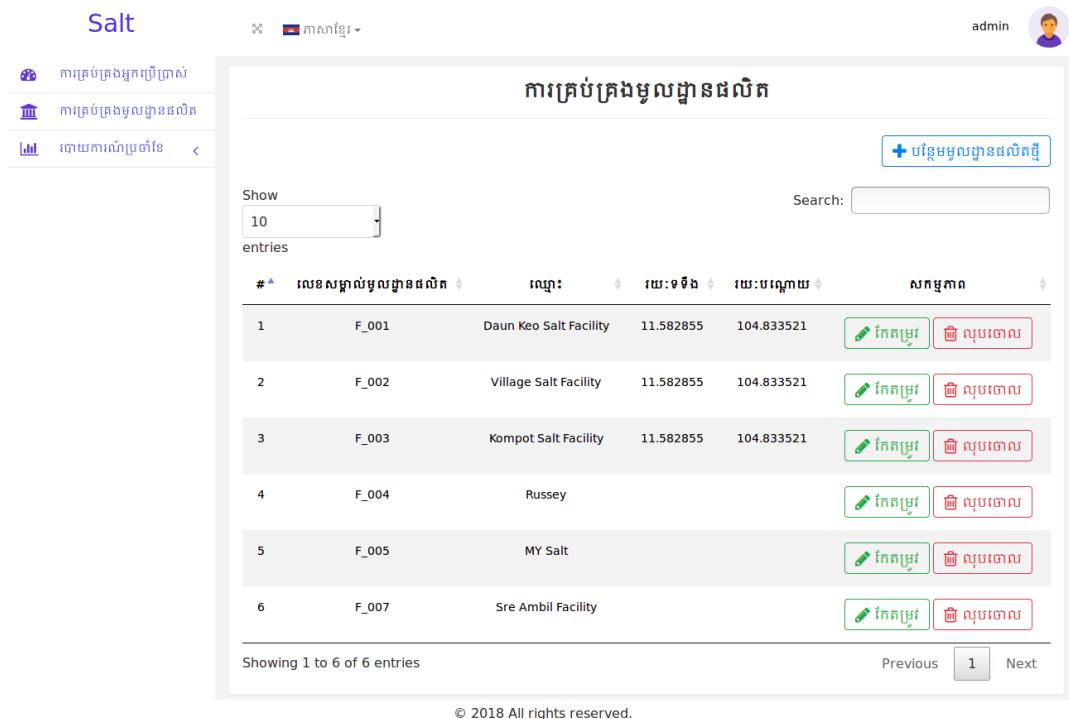 Salt
ភាសាខ្មែរ
admin
ការគ្រប់គ្រងអ្នកប្រើប្រាស់
ការគ្រប់គ្រងមូលដ្ឋានផលិត
របាយការណ៍ប្រចាំខែ
ការគ្រប់គ្រងមូលដ្ឋានផលិត
បន្ថែមមូលដ្ឋានផលិតថ្មី
Show
10
entries
Search:
# លេខសម្គាល់មូលដ្ឋានផលិត ឈ្មោះ រយៈទទឹង រយៈបណ្តោយ សកម្មភាព
1 F_001 Daun Keo Salt Facility 11.582855 104.833521 កែតម្រូវ លុបចោល
2 F_002 Village Salt Facility 11.582855 104.833521 កែតម្រូវ លុបចោល
3 F_003 Kompot Salt Facility 11.582855 104.833521 កែតម្រូវ លុបចោល
4 F_004 Russey កែតម្រូវ លុបចោល
5 F_005 MY Salt កែតម្រូវ លុបចោល
6 F_007 Sre Ambil Facility កែតម្រូវ លុបចោល
Showing 1 to 6 of 6 entries
Previous 1 Next
© 2018 All rights reserved.